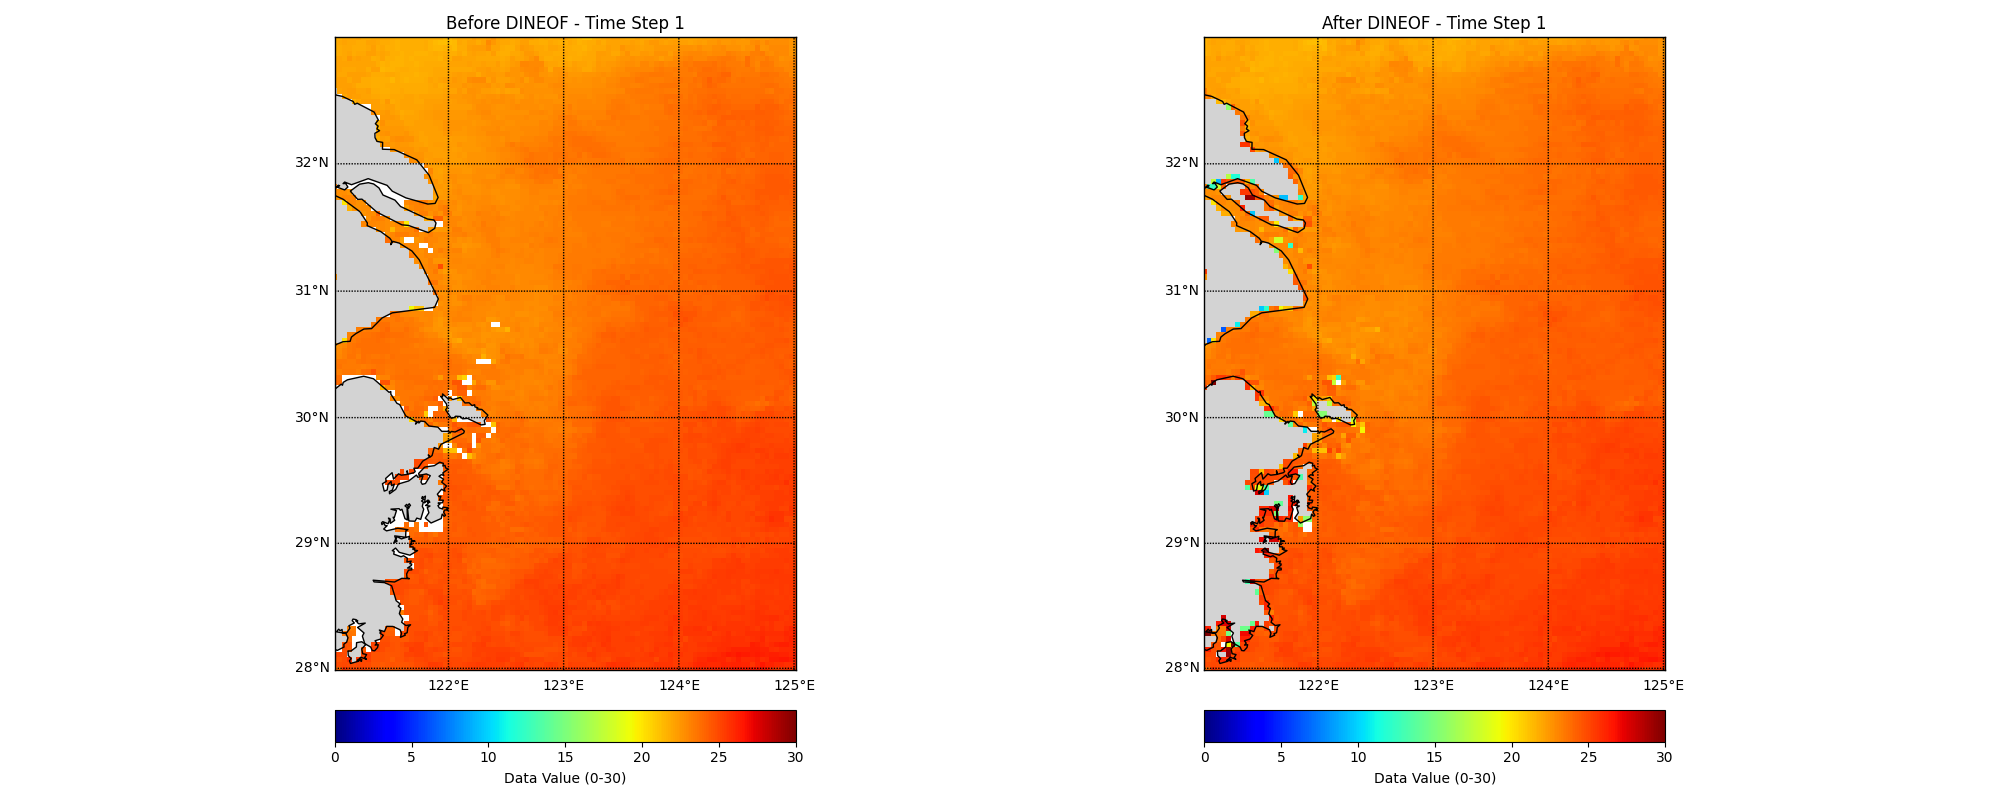 Before DINEOF - Time Step 1
32°N
31°N
30°N
29°N
28°N
122°E 123°E 124°E 125°E
0 5 10 15 20 25 30
Data Value (0-30)
After DINEOF - Time Step 1
32°N
31°N
30°N
29°N
28°N
122°E 123°E 124°E 125°E
0 5 10 15 20 25 30
Data Value (0-30)